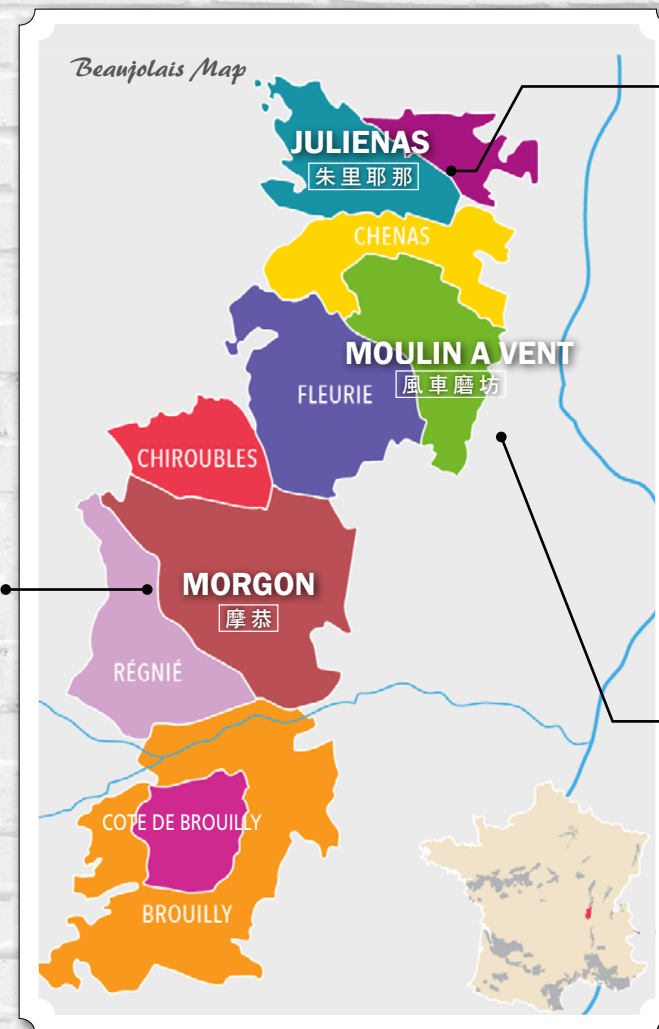 Beaujolais Map
JULIENAS
朱里耶那
CHENAS
MOULIN A VENT
風車磨坊
FLEURIE
CHIROUBLES
MORGON
摩恭
RÉGNIÉ
COTE DE BROUILLY
BROUILLY